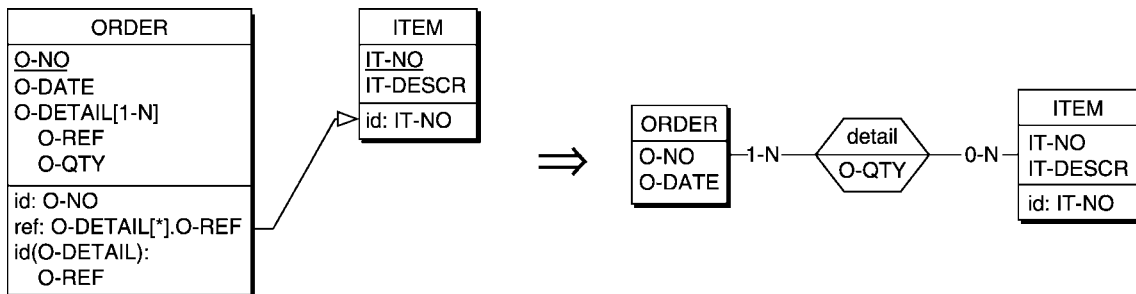 ORDER
O-NO
O-DATE
O-DETAIL[1-N]
O-REF
O-QTY
id: O-NO
ref: O-DETAIL[*].O-REF
id(O-DETAIL):
O-REF
ITEM
IT-NO
IT-DESCR
id: IT-NO
⇒
ORDER
O-NO
O-DATE
1-N
detail
O-QTY
0-N
ITEM
IT-NO
IT-DESCR
id: IT-NO